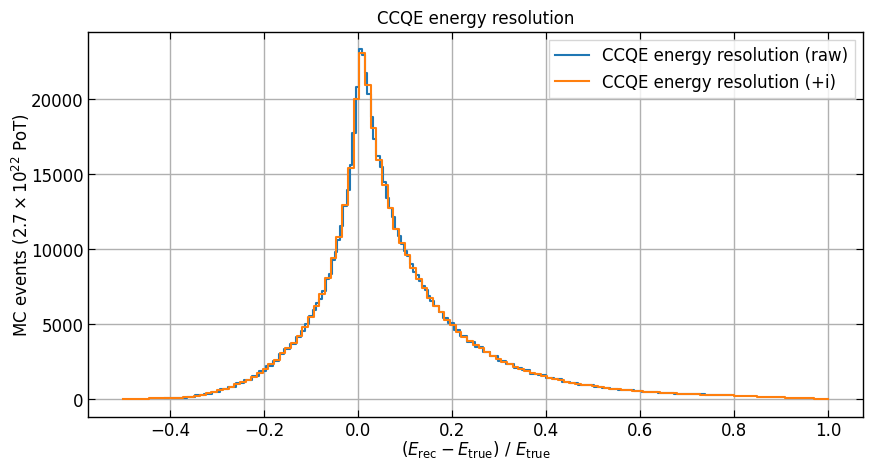 CCQE energy resolution
CCQE energy resolution (raw)
CCQE energy resolution (+i)
MC events (2.7 × 10²² PoT)
20000
15000
10000
5000
0
−0.4 −0.2 0.0 0.2 0.4 0.6 0.8 1.0
(E_rec − E_true) / E_true